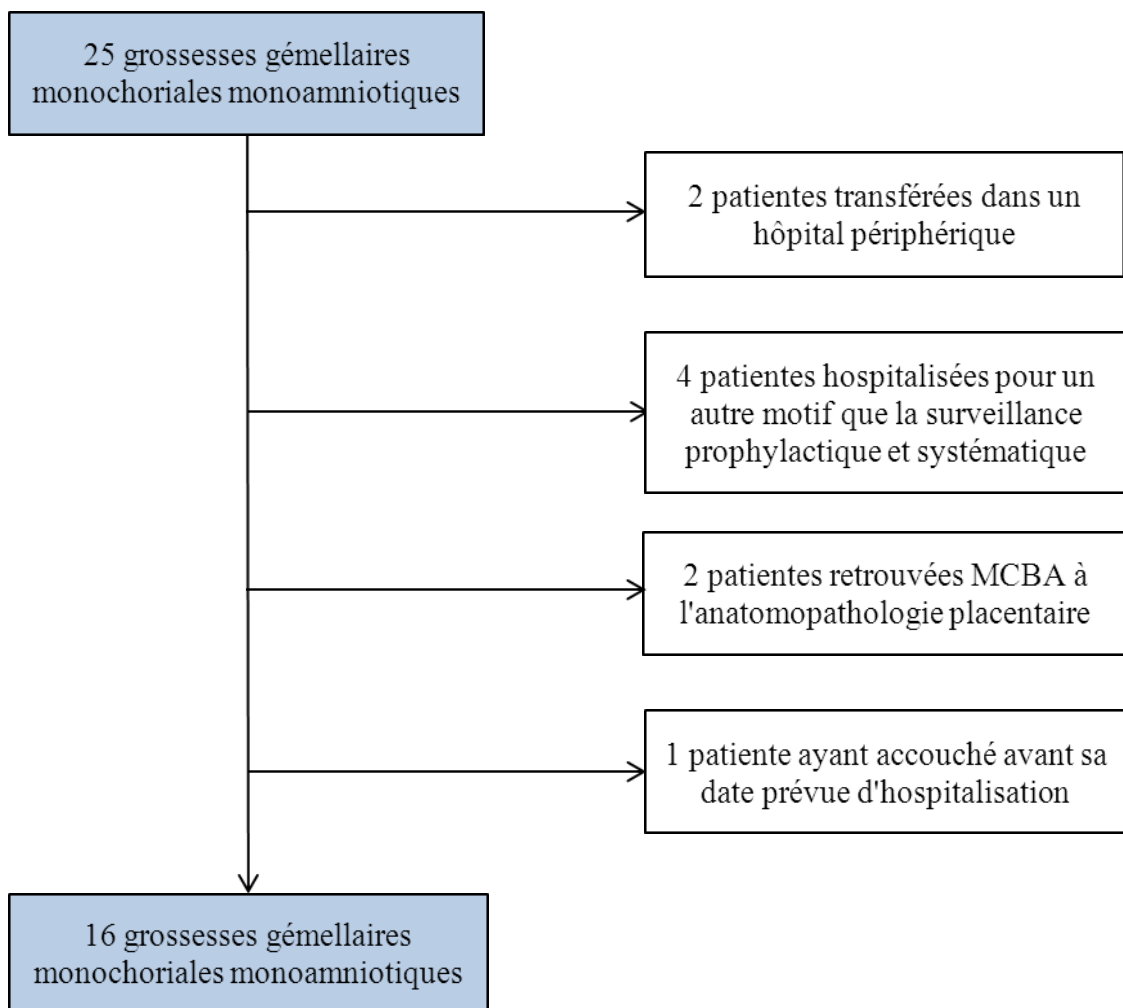 25 grossesses gémellaires
monochoriales monoamniotiques
2 patientes transférées dans un
hôpital périphérique
4 patientes hospitalisées pour un
autre motif que la surveillance
prophylactique et systématique
2 patientes retrouvées MCBA à
l'anatomopathologie placentaire
1 patiente ayant accouché avant sa
date prévue d'hospitalisation
16 grossesses gémellaires
monochoriales monoamniotiques